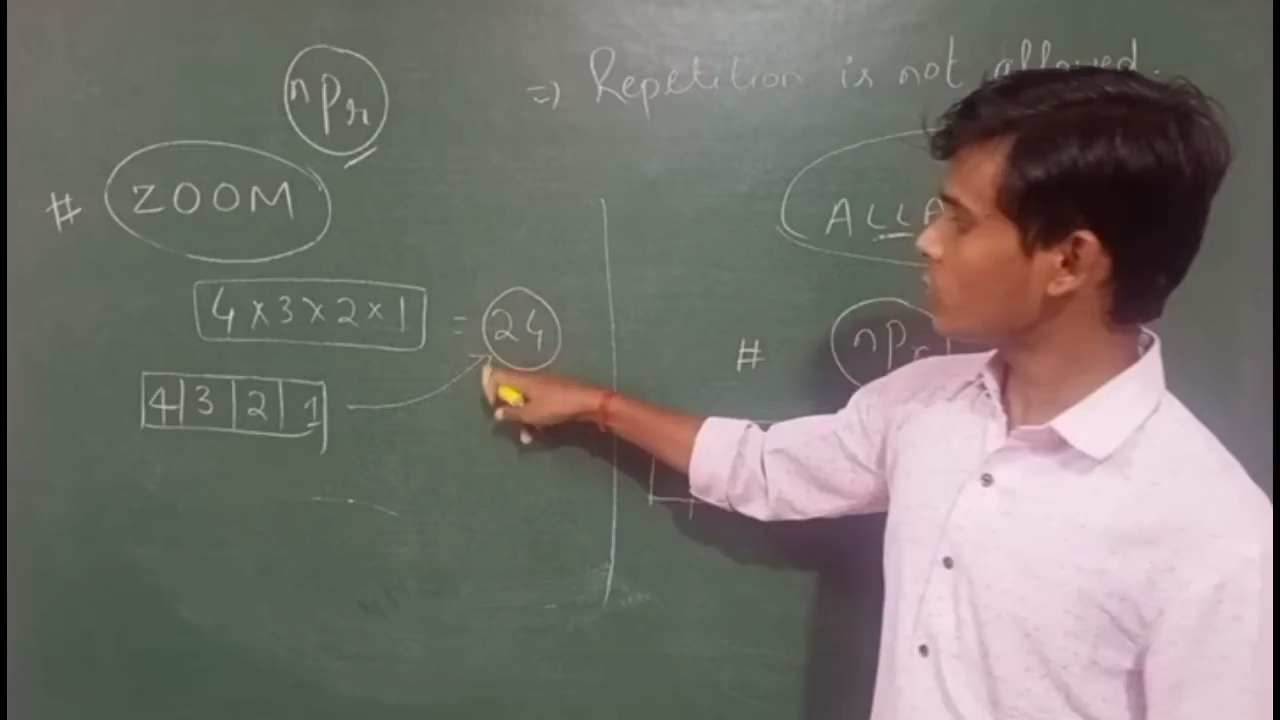 nPr
⇒ Repetition is not allowed.
# ZOOM
4×3×2×1 = 24
4 3 2 1
ALLA
# nPr